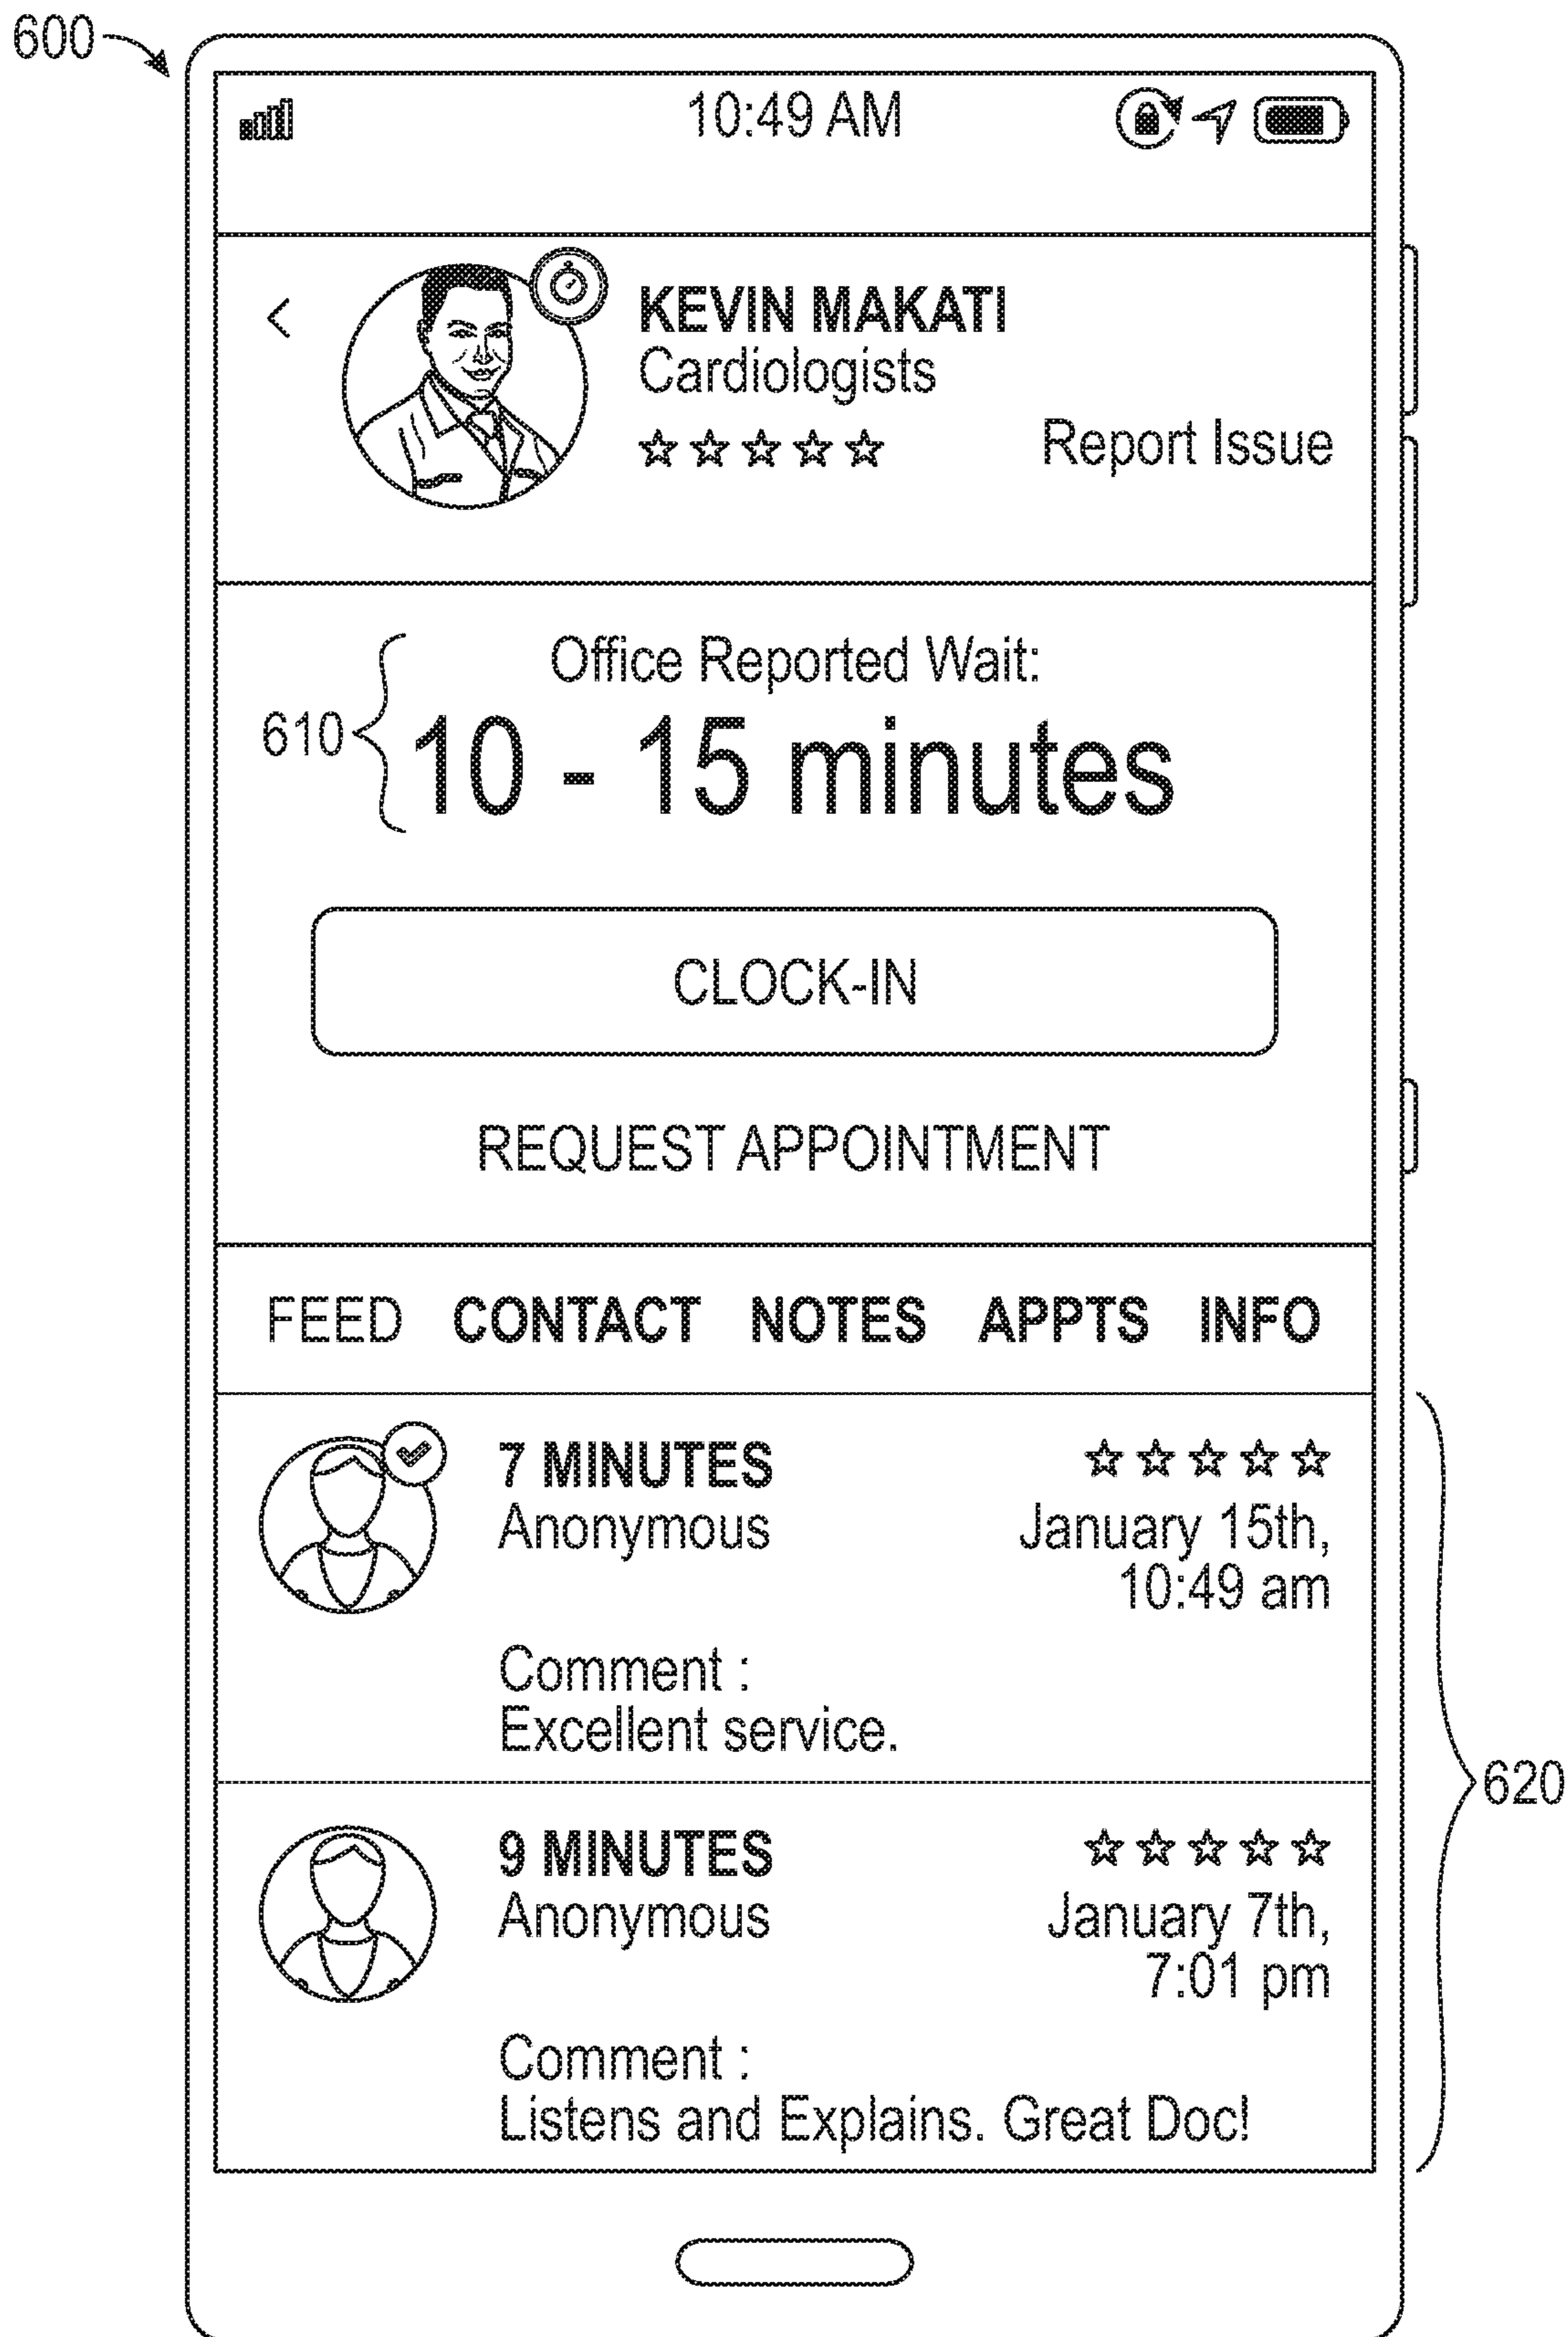 600
10:49 AM
KEVIN MAKATI
Cardiologists
Report Issue
Office Reported Wait:
610
10 - 15 minutes
CLOCK-IN
REQUEST APPOINTMENT
FEED CONTACT NOTES APPTS INFO
7 MINUTES
Anonymous
January 15th,
10:49 am
Comment :
Excellent service.
620
9 MINUTES
Anonymous
January 7th,
7:01 pm
Comment :
Listens and Explains. Great Doc!